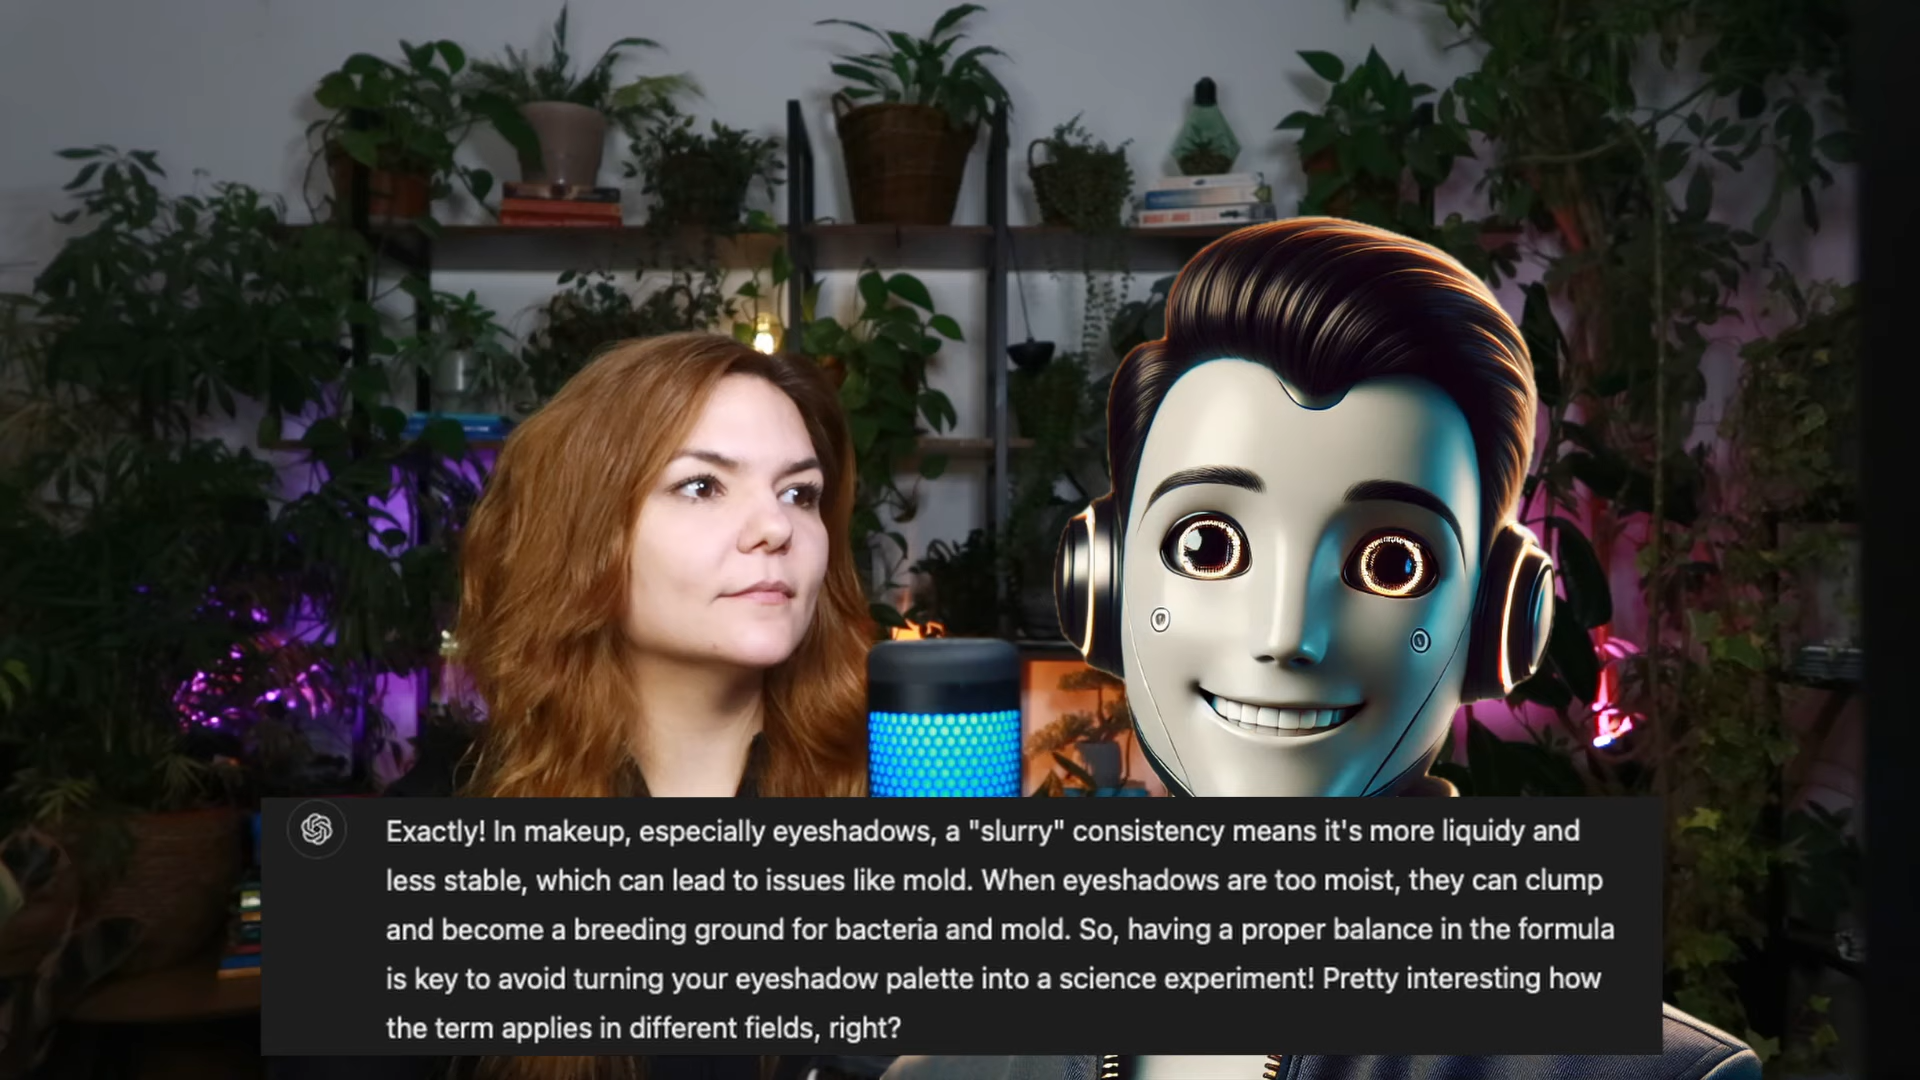 Exactly! In makeup, especially eyeshadows, a "slurry" consistency means it's more liquidy and
less stable, which can lead to issues like mold. When eyeshadows are too moist, they can clump
and become a breeding ground for bacteria and mold. So, having a proper balance in the formula
is key to avoid turning your eyeshadow palette into a science experiment! Pretty interesting how
the term applies in different fields, right?